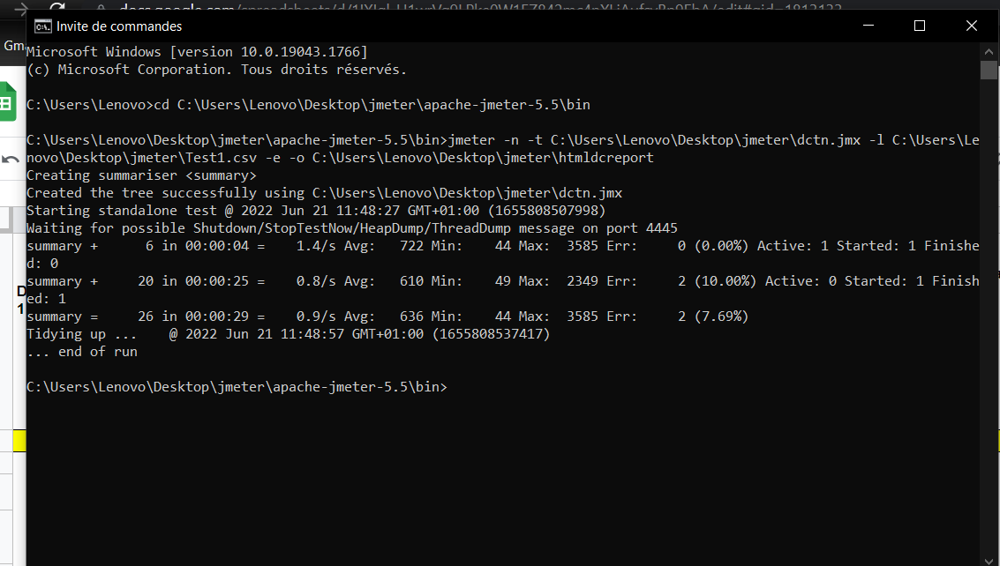 Invite de commandes
Gm
Microsoft Windows [version 10.0.19043.1766]
(c) Microsoft Corporation. Tous droits réservés.
C:\Users\Lenovo>cd C:\Users\Lenovo\Desktop\jmeter\apache-jmeter-5.5\bin
C:\Users\Lenovo\Desktop\jmeter\apache-jmeter-5.5\bin>jmeter -n -t C:\Users\Lenovo\Desktop\jmeter\dctn.jmx -l C:\Users\Le
novo\Desktop\jmeter\Test1.csv -e -o C:\Users\Lenovo\Desktop\jmeter\htmldcreport
Creating summariser <summary>
Created the tree successfully using C:\Users\Lenovo\Desktop\jmeter\dctn.jmx
Starting standalone test @ 2022 Jun 21 11:48:27 GMT+01:00 (1655808507998)
Waiting for possible Shutdown/StopTestNow/HeapDump/ThreadDump message on port 4445
summary +      6 in 00:00:04 =    1.4/s Avg:   722 Min:    44 Max:  3585 Err:     0 (0.00%) Active: 1 Started: 1 Finishe
d: 0
summary +     20 in 00:00:25 =    0.8/s Avg:   610 Min:    49 Max:  2349 Err:     2 (10.00%) Active: 0 Started: 1 Finish
ed: 1
summary =     26 in 00:00:29 =    0.9/s Avg:   636 Min:    44 Max:  3585 Err:     2 (7.69%)
Tidying up ...    @ 2022 Jun 21 11:48:57 GMT+01:00 (1655808537417)
... end of run
C:\Users\Lenovo\Desktop\jmeter\apache-jmeter-5.5\bin>
D
1